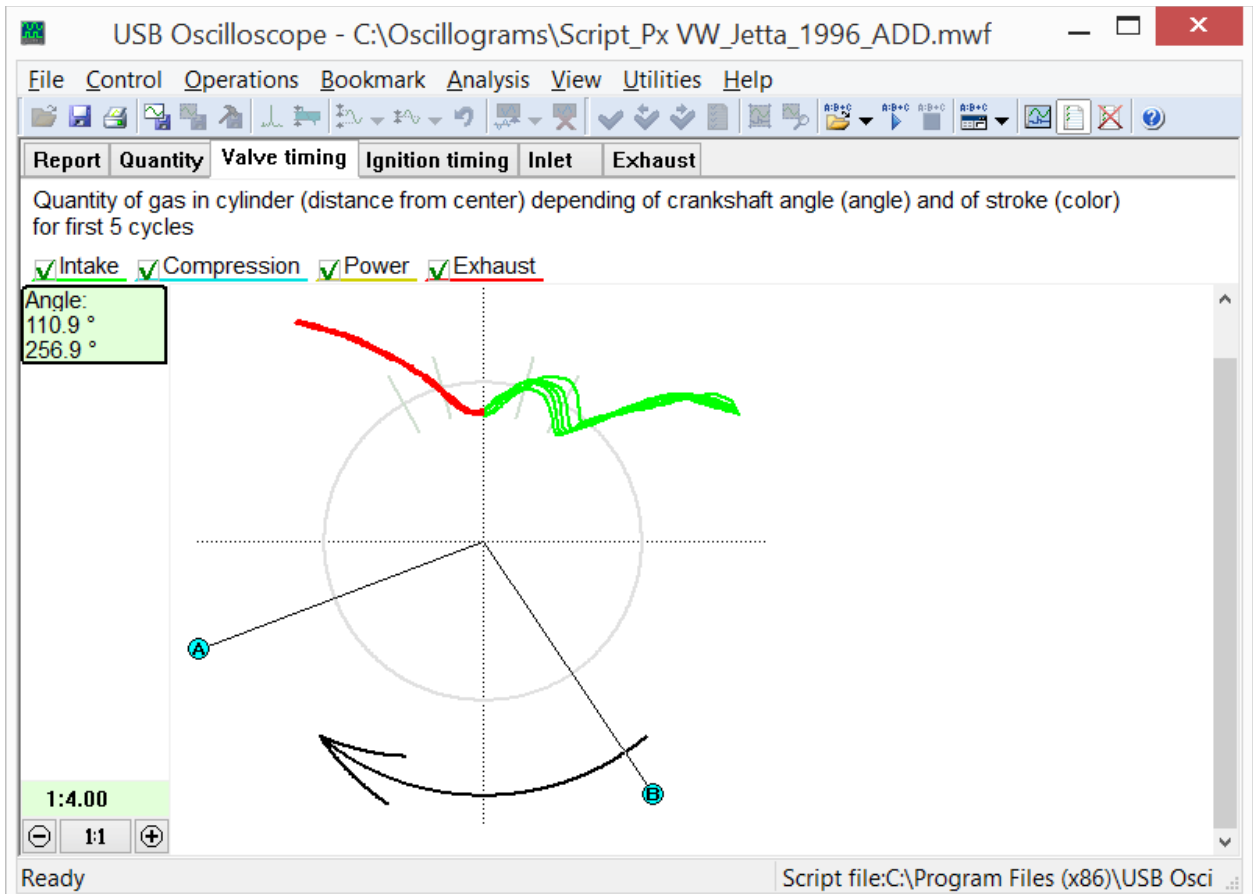 USB Oscilloscope - C:\Oscillograms\Script_Px VW_Jetta_1996_ADD.mwf
File Control Operations Bookmark Analysis View Utilities Help
A:B+C A:B+C A:B+C A:B+C
Report Quantity Valve timing Ignition timing Inlet Exhaust
Quantity of gas in cylinder (distance from center) depending of crankshaft angle (angle) and of stroke (color)
for first 5 cycles
Intake Compression Power Exhaust
Angle:
110.9 °
256.9 °
A
B
1:4.00
1:1
Ready Script file:C:\Program Files (x86)\USB Osci